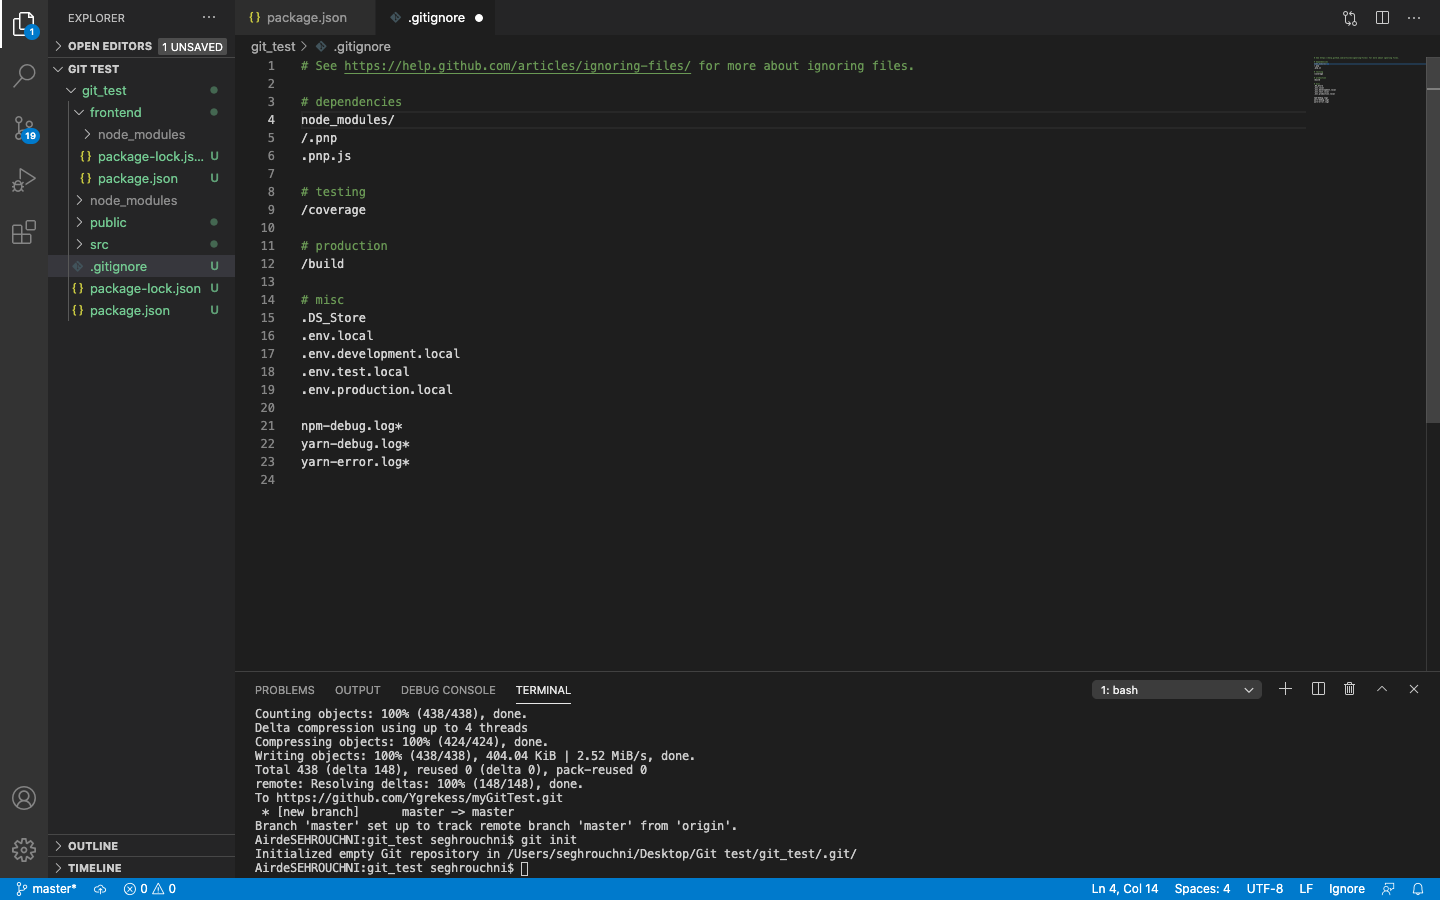 EXPLORER
OPEN EDITORS 1 UNSAVED
GIT TEST
git_test
frontend
node_modules
package-lock.js... U
package.json U
node_modules
public
src
.gitignore U
package-lock.json U
package.json U
OUTLINE
TIMELINE
1
19
package.json
.gitignore
git_test > .gitignore
1 # See https://help.github.com/articles/ignoring-files/ for more about ignoring files.
2
3 # dependencies
4 node_modules/
5 /.pnp
6 .pnp.js
7
8 # testing
9 /coverage
10
11 # production
12 /build
13
14 # misc
15 .DS_Store
16 .env.local
17 .env.development.local
18 .env.test.local
19 .env.production.local
20
21 npm-debug.log*
22 yarn-debug.log*
23 yarn-error.log*
24
PROBLEMS OUTPUT DEBUG CONSOLE TERMINAL 1: bash
Counting objects: 100% (438/438), done.
Delta compression using up to 4 threads
Compressing objects: 100% (424/424), done.
Writing objects: 100% (438/438), 404.04 KiB | 2.52 MiB/s, done.
Total 438 (delta 148), reused 0 (delta 0), pack-reused 0
remote: Resolving deltas: 100% (148/148), done.
To https://github.com/Ygrekess/myGitTest.git
* [new branch] master -> master
Branch 'master' set up to track remote branch 'master' from 'origin'.
AirdeSEHROUCHNI:git_test seghrouchni$ git init
Initialized empty Git repository in /Users/seghrouchni/Desktop/Git test/git_test/.git/
AirdeSEHROUCHNI:git_test seghrouchni$
master* 0 0 Ln 4, Col 14 Spaces: 4 UTF-8 LF Ignore